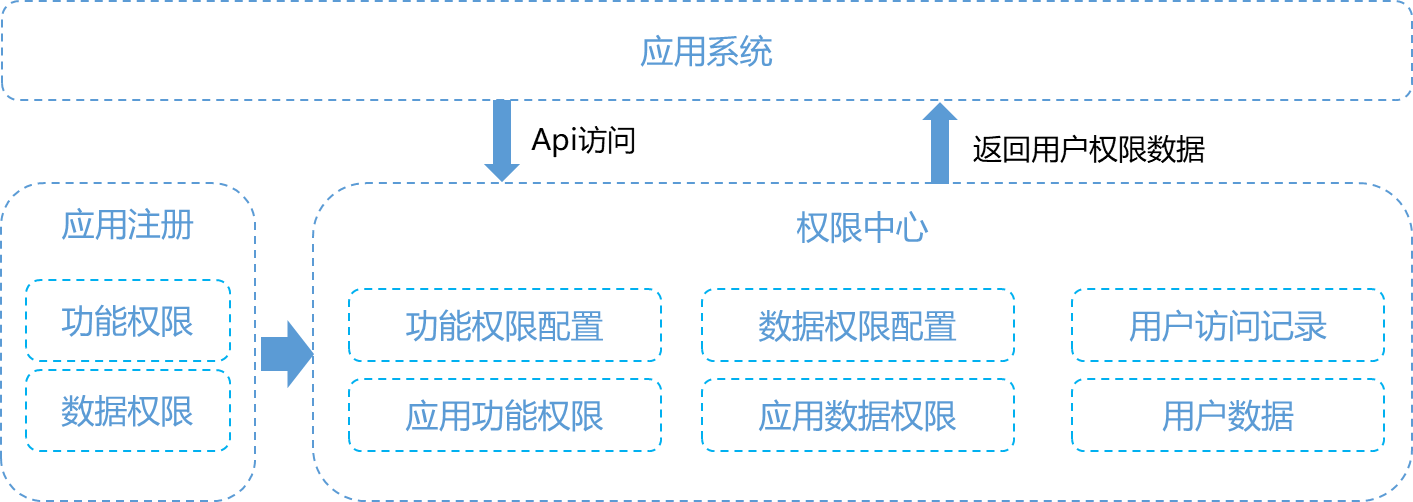 应用系统
Api访问
返回用户权限数据
应用注册
功能权限
数据权限
权限中心
功能权限配置
数据权限配置
用户访问记录
应用功能权限
应用数据权限
用户数据